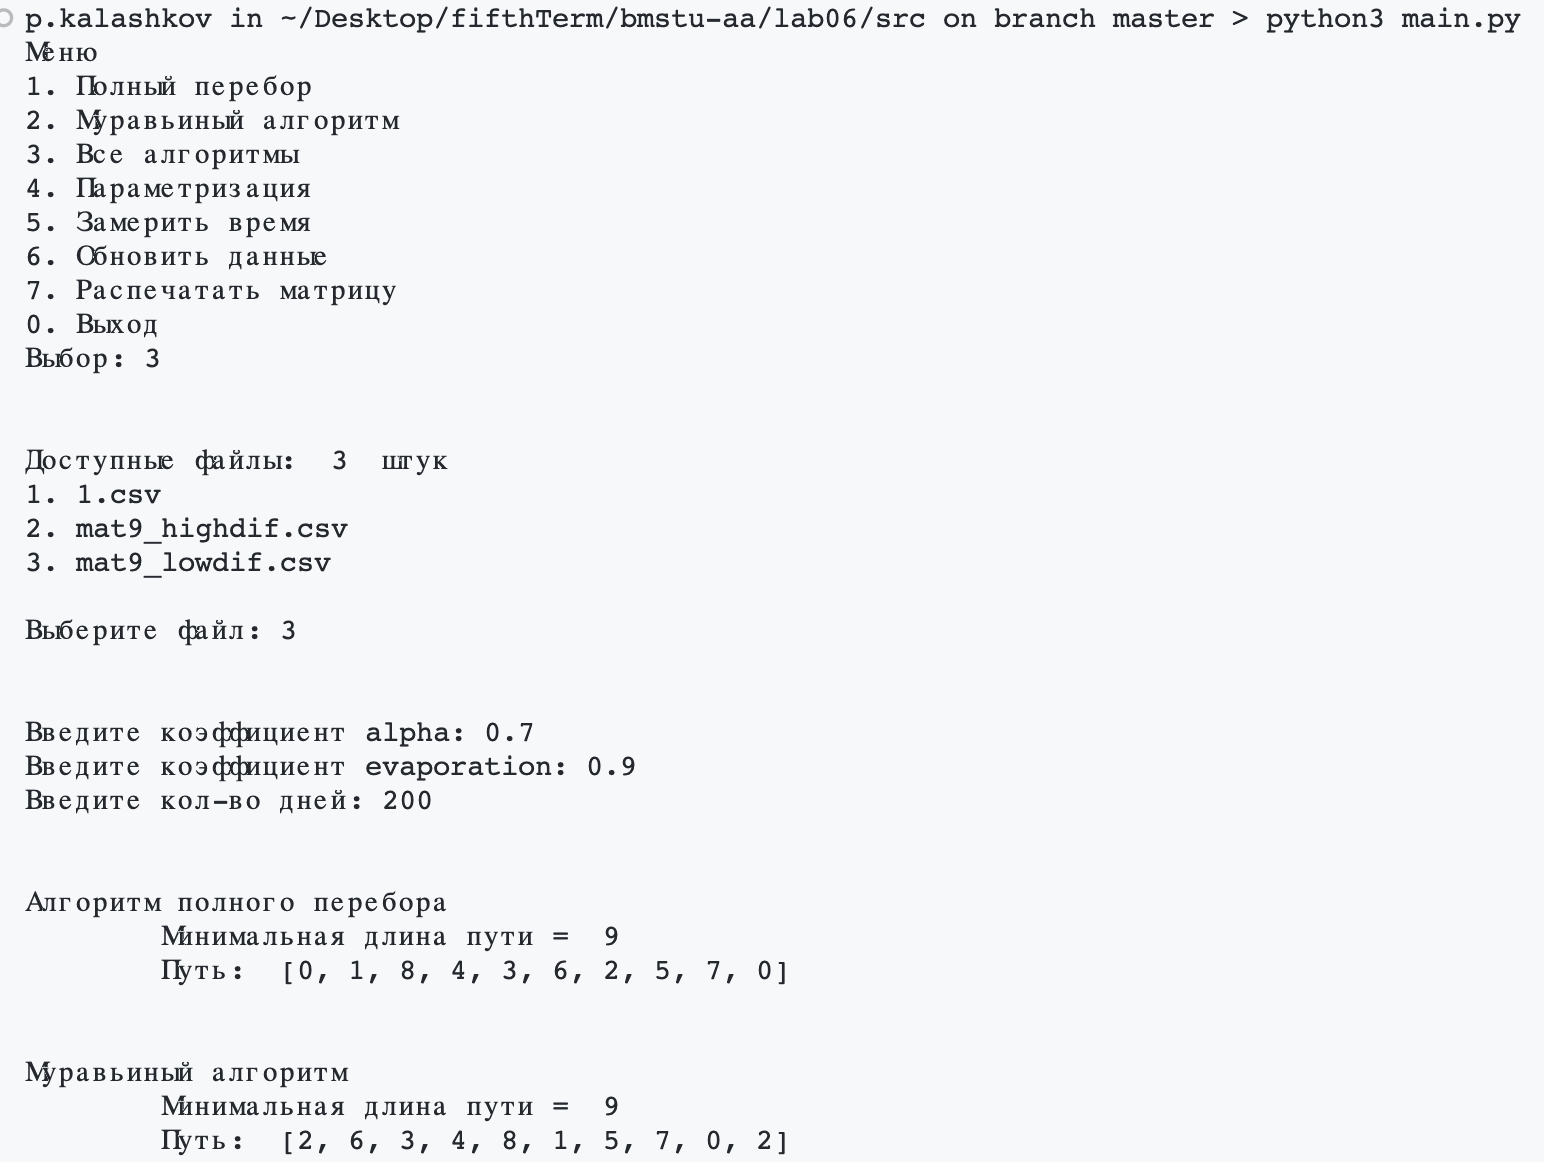 p.kalashkov in ~/Desktop/fifthTerm/bmstu-aa/lab06/src on branch master > python3 main.py
Меню
1. Полный перебор
2. Муравьиный алгоритм
3. Все алгоритмы
4. Параметризация
5. Замерить время
6. Обновить данные
7. Распечатать матрицу
0. Выход
Выбор: 3
Доступные файлы:  3  штук
1. 1.csv
2. mat9_highdif.csv
3. mat9_lowdif.csv
Выберите файл: 3
Введите коэффициент alpha: 0.7
Введите коэффициент evaporation: 0.9
Введите кол-во дней: 200
Алгоритм полного перебора
Минимальная длина пути =  9
Путь:  [0, 1, 8, 4, 3, 6, 2, 5, 7, 0]
Муравьиный алгоритм
Минимальная длина пути =  9
Путь:  [2, 6, 3, 4, 8, 1, 5, 7, 0, 2]